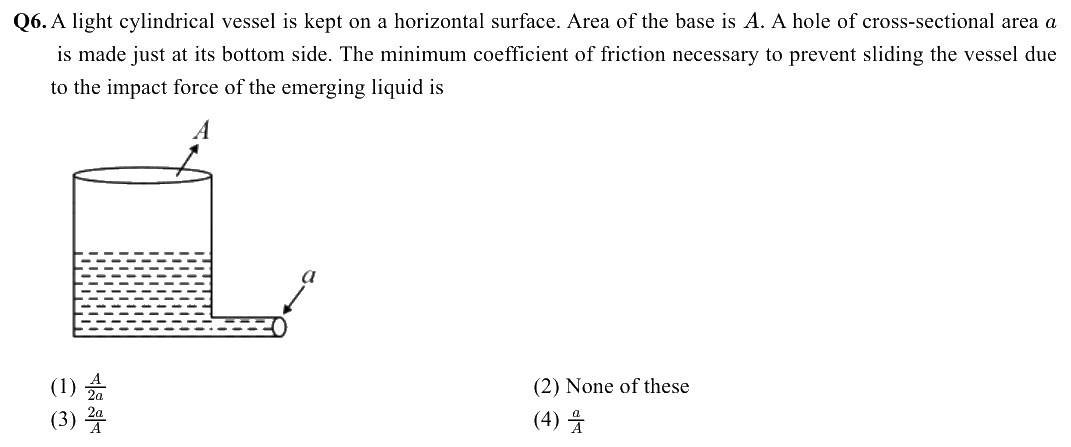 Q6. A light cylindrical vessel is kept on a horizontal surface. Area of the base is A. A hole of cross-sectional area a
is made just at its bottom side. The minimum coefficient of friction necessary to prevent sliding the vessel due
to the impact force of the emerging liquid is
A
a
(1) A/2a (2) None of these
(3) 2a/A (4) a/A